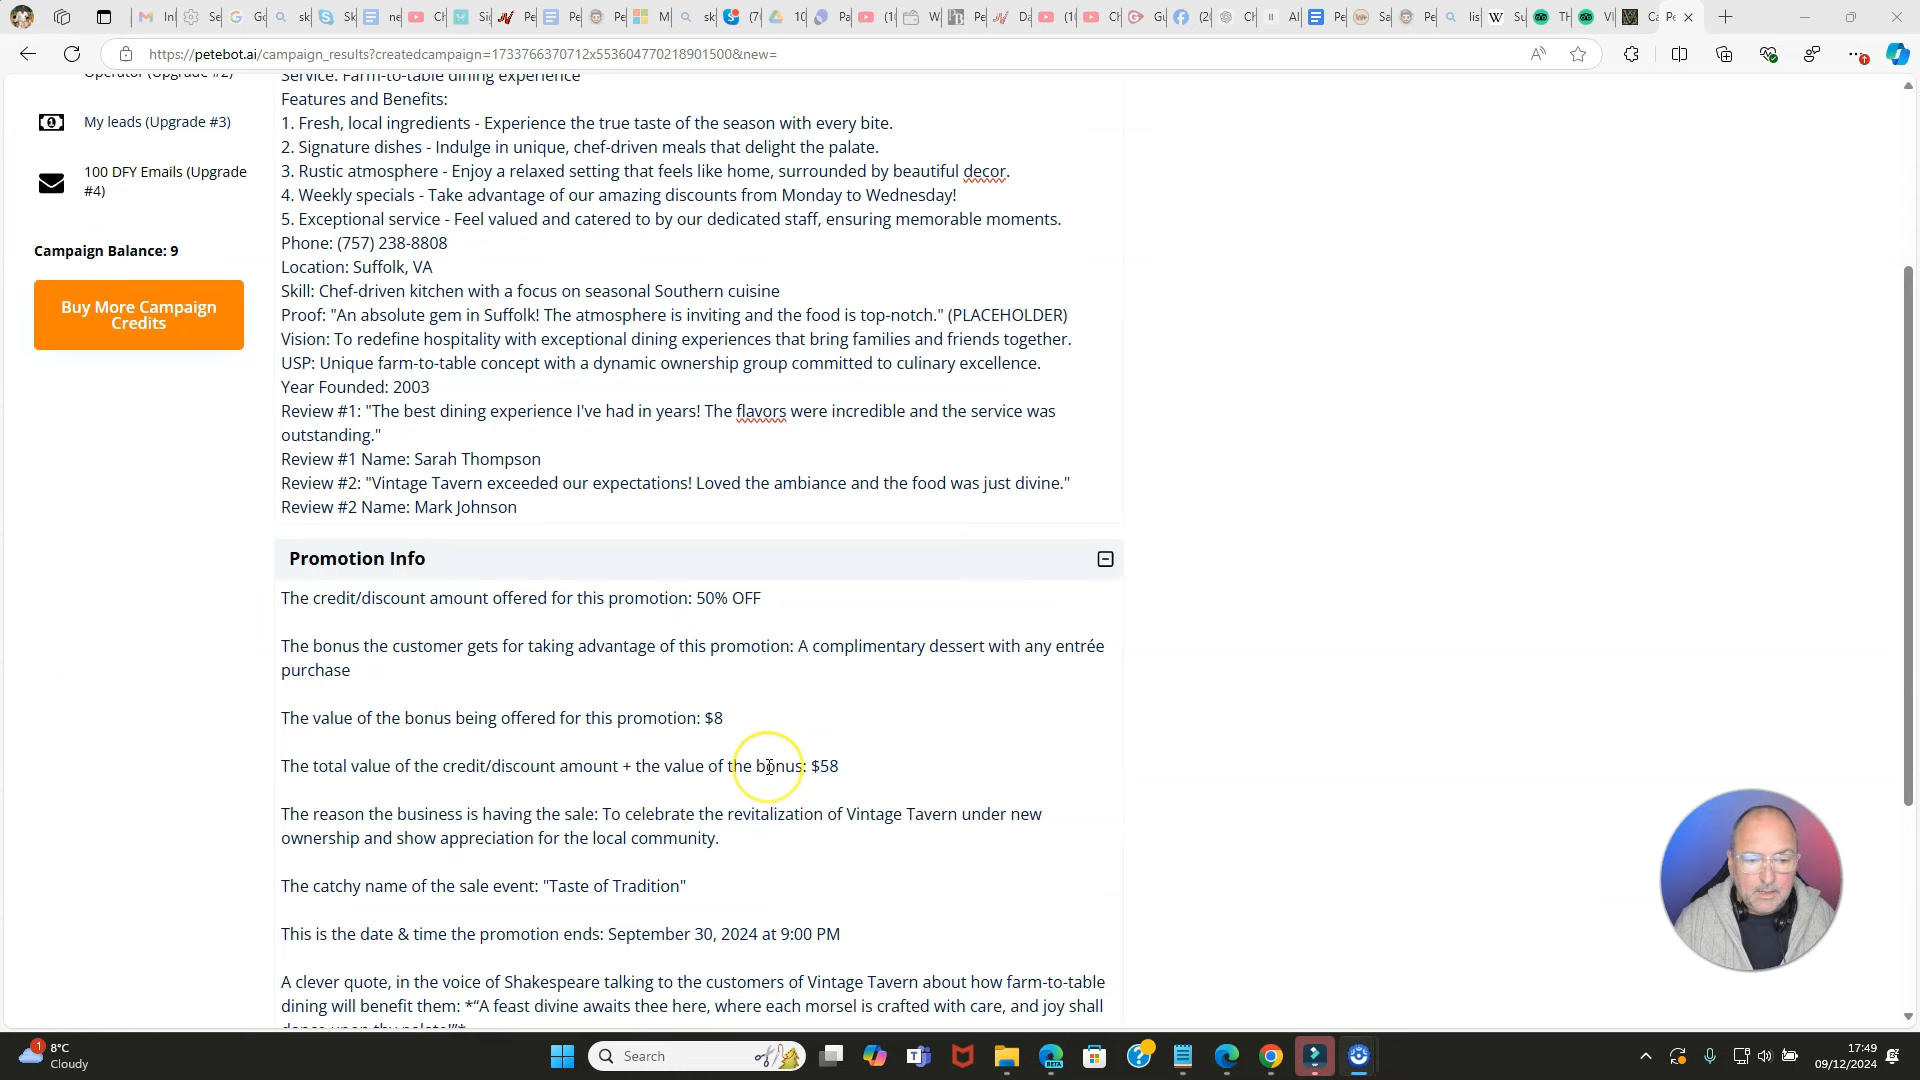 https://petebot.ai/campaign_results?createdcampaign=1733766370712x553604770218901500&new=
My leads (Upgrade #3)
100 DFY Emails (Upgrade
#4)
Campaign Balance: 9
Buy More Campaign
Credits
Service: Farm-to-table dining experience
Features and Benefits:
1. Fresh, local ingredients - Experience the true taste of the season with every bite.
2. Signature dishes - Indulge in unique, chef-driven meals that delight the palate.
3. Rustic atmosphere - Enjoy a relaxed setting that feels like home, surrounded by beautiful decor.
4. Weekly specials - Take advantage of our amazing discounts from Monday to Wednesday!
5. Exceptional service - Feel valued and catered to by our dedicated staff, ensuring memorable moments.
Phone: (757) 238-8808
Location: Suffolk, VA
Skill: Chef-driven kitchen with a focus on seasonal Southern cuisine
Proof: "An absolute gem in Suffolk! The atmosphere is inviting and the food is top-notch." (PLACEHOLDER)
Vision: To redefine hospitality with exceptional dining experiences that bring families and friends together.
USP: Unique farm-to-table concept with a dynamic ownership group committed to culinary excellence.
Year Founded: 2003
Review #1: "The best dining experience I've had in years! The flavors were incredible and the service was
outstanding."
Review #1 Name: Sarah Thompson
Review #2: "Vintage Tavern exceeded our expectations! Loved the ambiance and the food was just divine."
Review #2 Name: Mark Johnson
Promotion Info
The credit/discount amount offered for this promotion: 50% OFF
The bonus the customer gets for taking advantage of this promotion: A complimentary dessert with any entrée
purchase
The value of the bonus being offered for this promotion: $8
The total value of the credit/discount amount + the value of the bonus: $58
The reason the business is having the sale: To celebrate the revitalization of Vintage Tavern under new
ownership and show appreciation for the local community.
The catchy name of the sale event: "Taste of Tradition"
This is the date & time the promotion ends: September 30, 2024 at 9:00 PM
A clever quote, in the voice of Shakespeare talking to the customers of Vintage Tavern about how farm-to-table
dining will benefit them: *"A feast divine awaits thee here, where each morsel is crafted with care, and joy shall
8°C
Cloudy
Search
17:49
09/12/2024